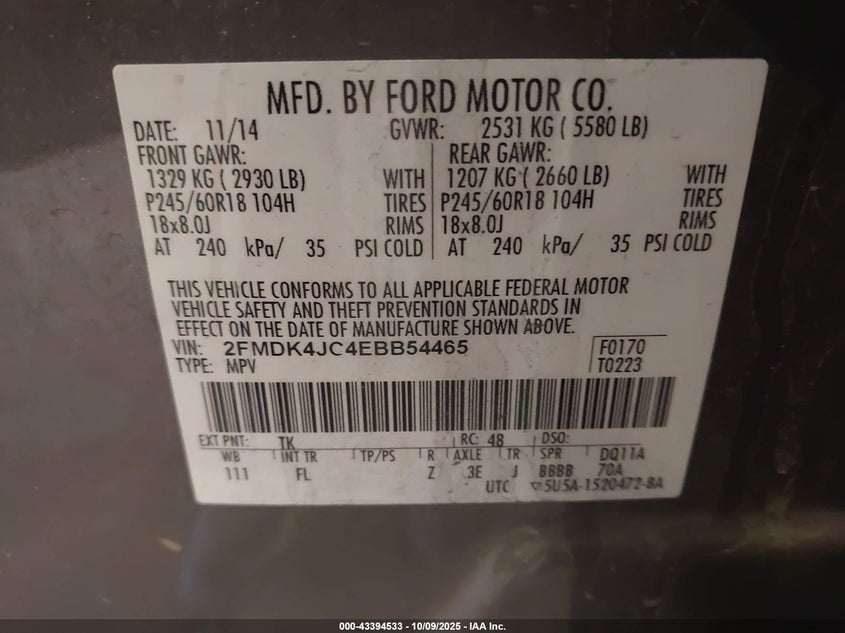 MFD. BY FORD MOTOR CO.
DATE: 11/14 GVWR: 2531 KG ( 5580 LB)
FRONT GAWR: REAR GAWR:
1329 KG ( 2930 LB) WITH 1207 KG ( 2660 LB) WITH
P245/60R18 104H TIRES P245/60R18 104H TIRES
18x8.0J RIMS 18x8.0J RIMS
AT 240 kPa/ 35 PSI COLD AT 240 kPa/ 35 PSI COLD
THIS VEHICLE CONFORMS TO ALL APPLICABLE FEDERAL MOTOR
VEHICLE SAFETY AND THEFT PREVENTION STANDARDS IN
EFFECT ON THE DATE OF MANUFACTURE SHOWN ABOVE.
VIN: 2FMDK4JC4EBB54465 F0170
TYPE: MPV T0223
EXT PNT: TK RC: 48 DSO:
WB INT TR TP/PS R AXLE TR SPR DQ11A
111 FL Z 3E J BBBB 70A
UTC 5U5A-1520472-BA
000-43394533 - 10/09/2025 - IAA Inc.